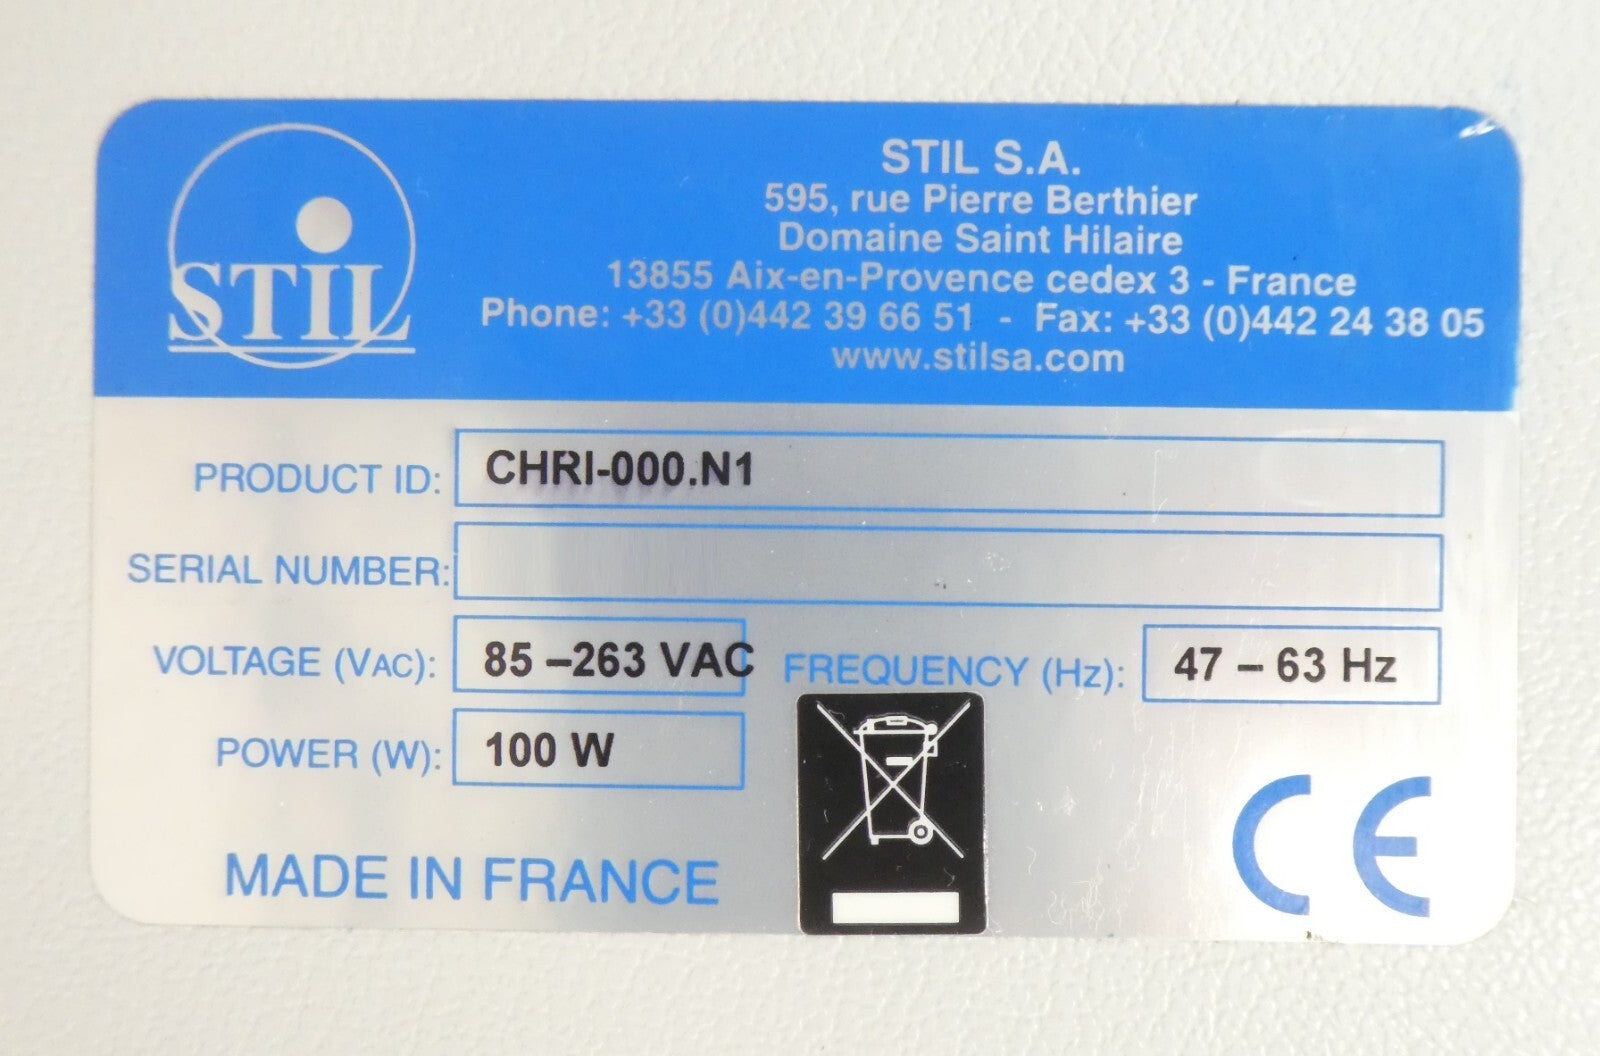 STIL
STIL S.A.
595, rue Pierre Berthier
Domaine Saint Hilaire
13855 Aix-en-Provence cedex 3 - France
Phone: +33 (0)442 39 66 51 - Fax: +33 (0)442 24 38 05
www.stilsa.com
PRODUCT ID: CHRI-000.N1
SERIAL NUMBER:
VOLTAGE (VAC): 85 –263 VAC FREQUENCY (Hz): 47 – 63 Hz
POWER (W): 100 W
MADE IN FRANCE
CE